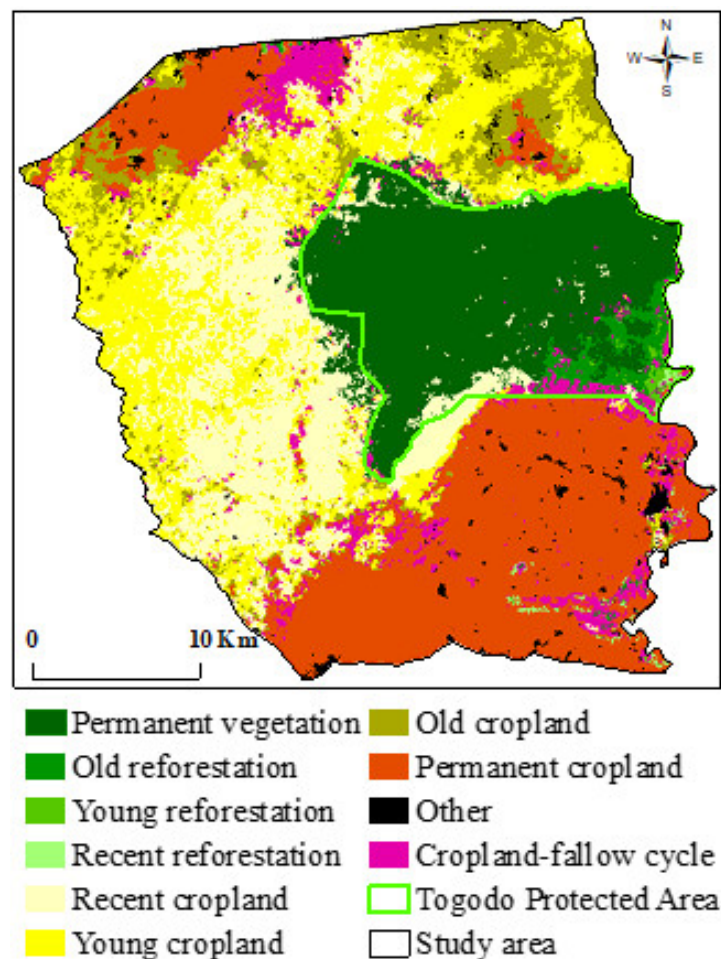 N
W E
S
0 10 Km
Permanent vegetation
Old reforestation
Young reforestation
Recent reforestation
Recent cropland
Young cropland
Old cropland
Permanent cropland
Other
Cropland-fallow cycle
Togodo Protected Area
Study area